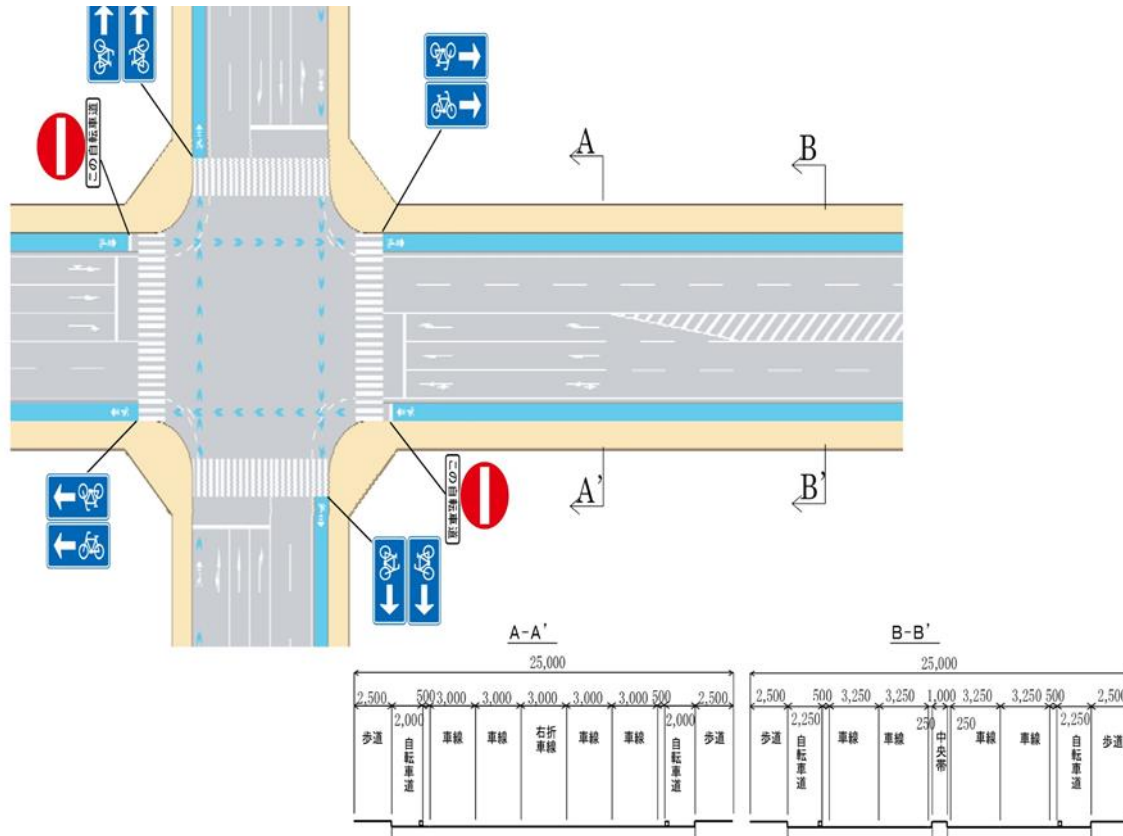 この自転車道
A
B
この自転車道
A'
B'
A-A'
25,000
2,500 500 3,000 3,000 3,000 3,000 3,000 500 2,500
2,000 2,000
歩道 自転車道 車線 車線 右折車線 車線 車線 自転車道 歩道
B-B'
25,000
2,500 500 3,250 3,250 1,000 3,250 3,250 500 2,500
2,250 250 250 2,250
歩道 自転車道 車線 車線 中央帯 車線 車線 自転車道 歩道